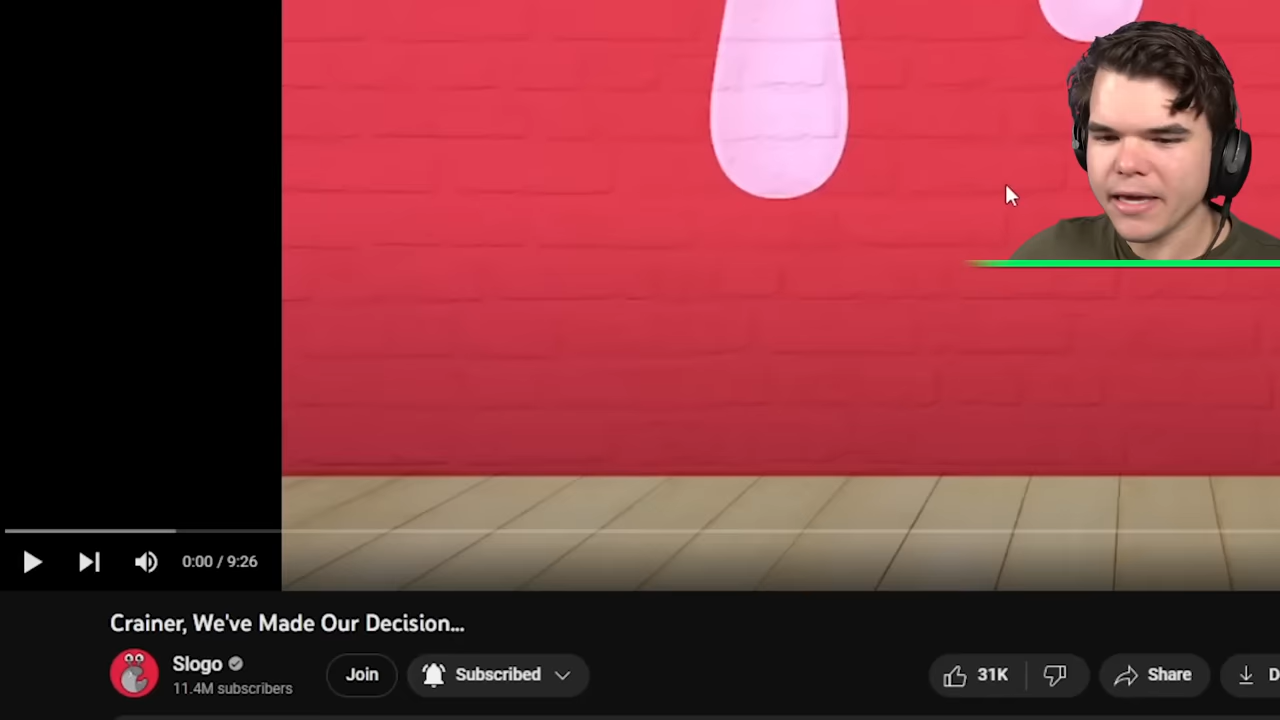 0:00 / 9:26
Crainer, We've Made Our Decision...
Slogo
11.4M subscribers
Join
Subscribed
31K
Share
D